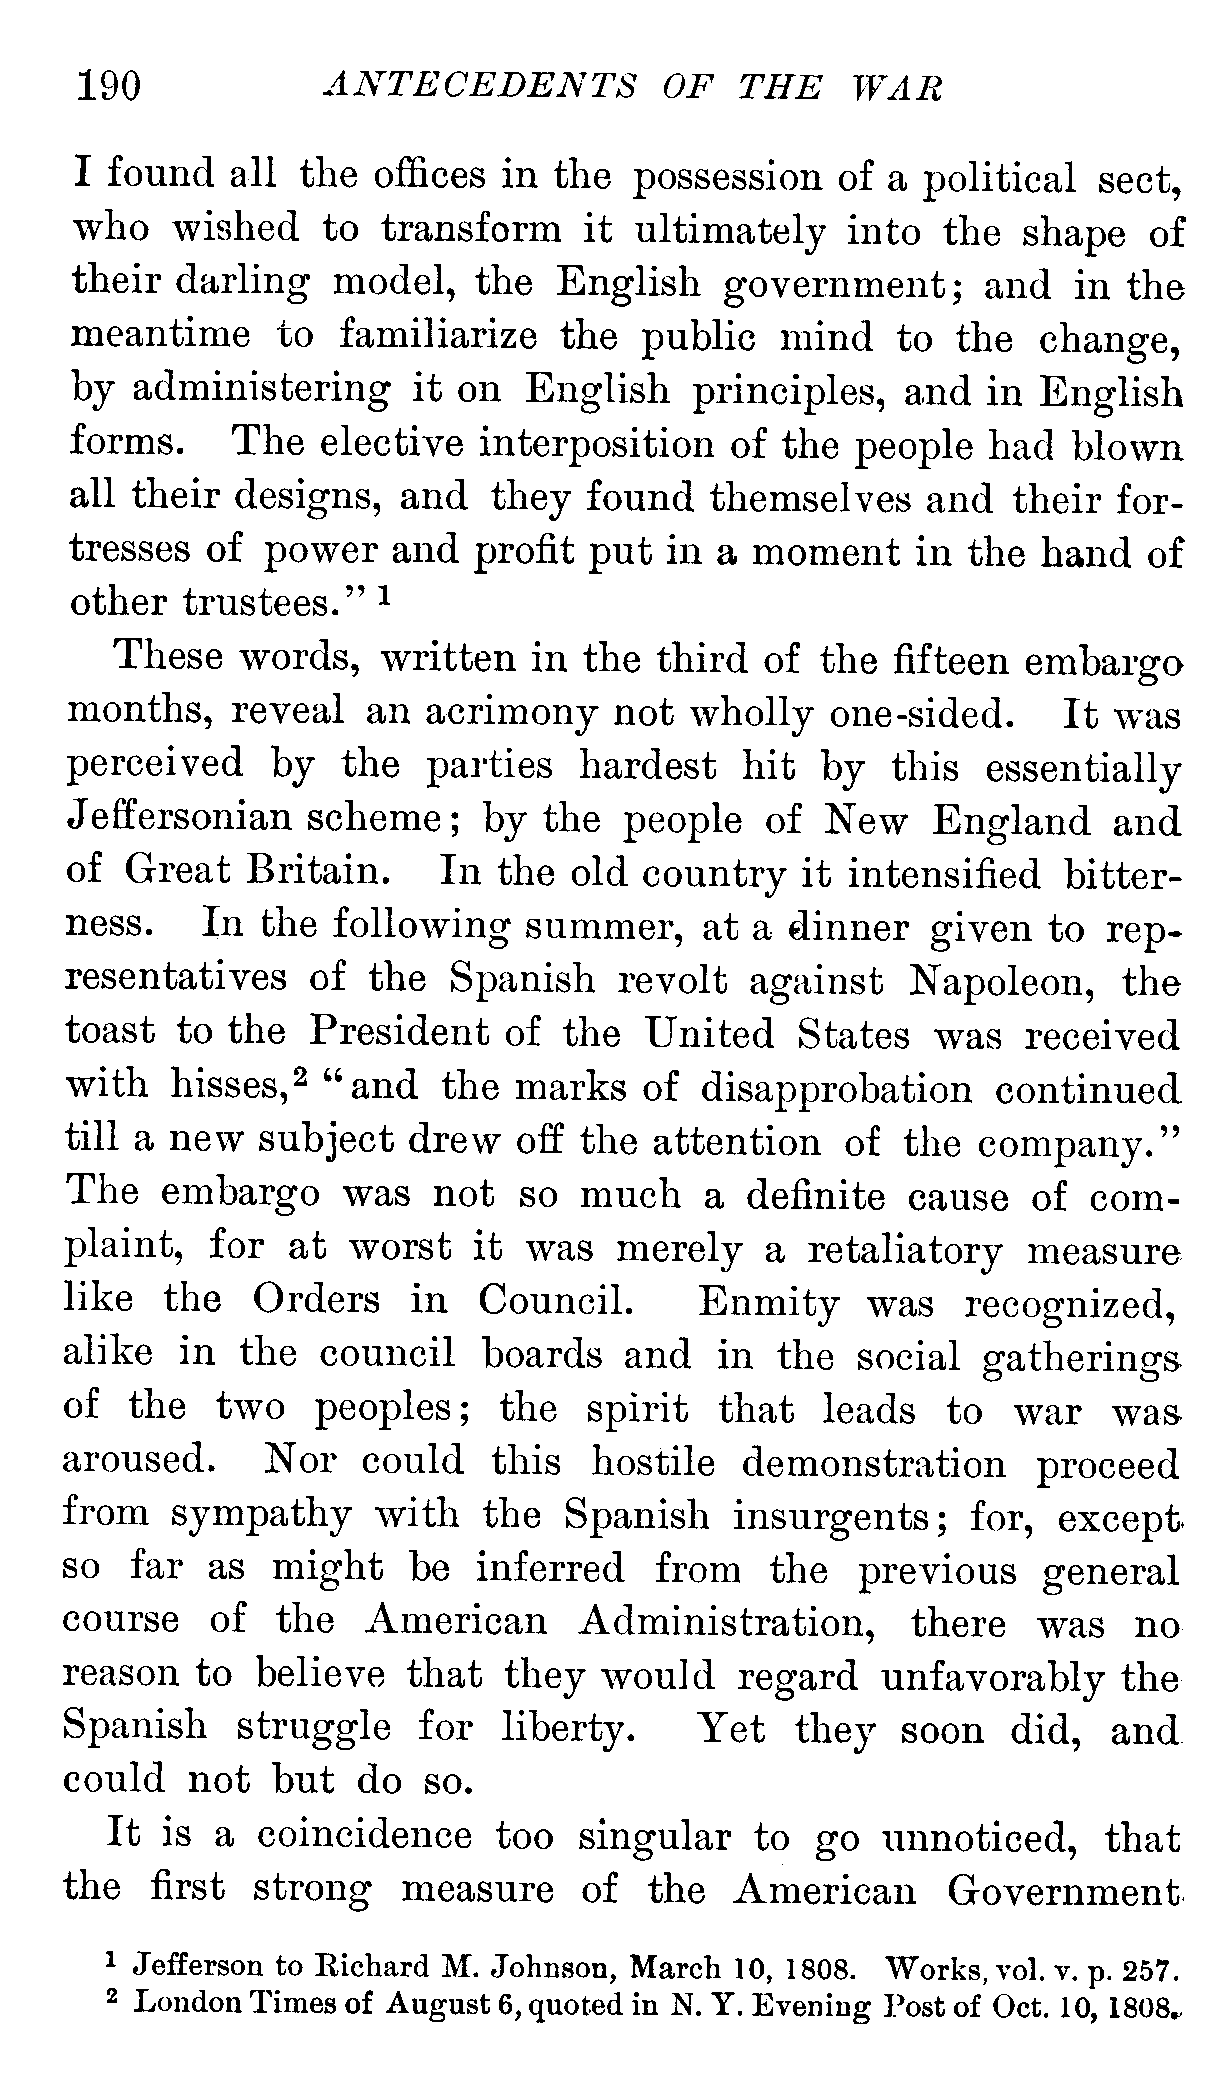 190 ANTECEDENTS OF THE WAR
I found all the offices in the possession of a political sect,
who wished to transform it ultimately into the shape of
their darling model, the English government; and in the
meantime to familiarize the public mind to the change,
by administering it on English principles, and in English
forms. The elective interposition of the people had blown
all their designs, and they found themselves and their for-
tresses of power and profit put in a moment in the hand of
other trustees.” ¹
These words, written in the third of the fifteen embargo
months, reveal an acrimony not wholly one-sided. It was
perceived by the parties hardest hit by this essentially
Jeffersonian scheme; by the people of New England and
of Great Britain. In the old country it intensified bitter-
ness. In the following summer, at a dinner given to rep-
resentatives of the Spanish revolt against Napoleon, the
toast to the President of the United States was received
with hisses,² “and the marks of disapprobation continued
till a new subject drew off the attention of the company.”
The embargo was not so much a definite cause of com-
plaint, for at worst it was merely a retaliatory measure
like the Orders in Council. Enmity was recognized,
alike in the council boards and in the social gatherings
of the two peoples; the spirit that leads to war was
aroused. Nor could this hostile demonstration proceed
from sympathy with the Spanish insurgents; for, except
so far as might be inferred from the previous general
course of the American Administration, there was no
reason to believe that they would regard unfavorably the
Spanish struggle for liberty. Yet they soon did, and
could not but do so.
It is a coincidence too singular to go unnoticed, that
the first strong measure of the American Government
¹ Jefferson to Richard M. Johnson, March 10, 1808. Works, vol. v. p. 257.
² London Times of August 6, quoted in N. Y. Evening Post of Oct. 10, 1808.